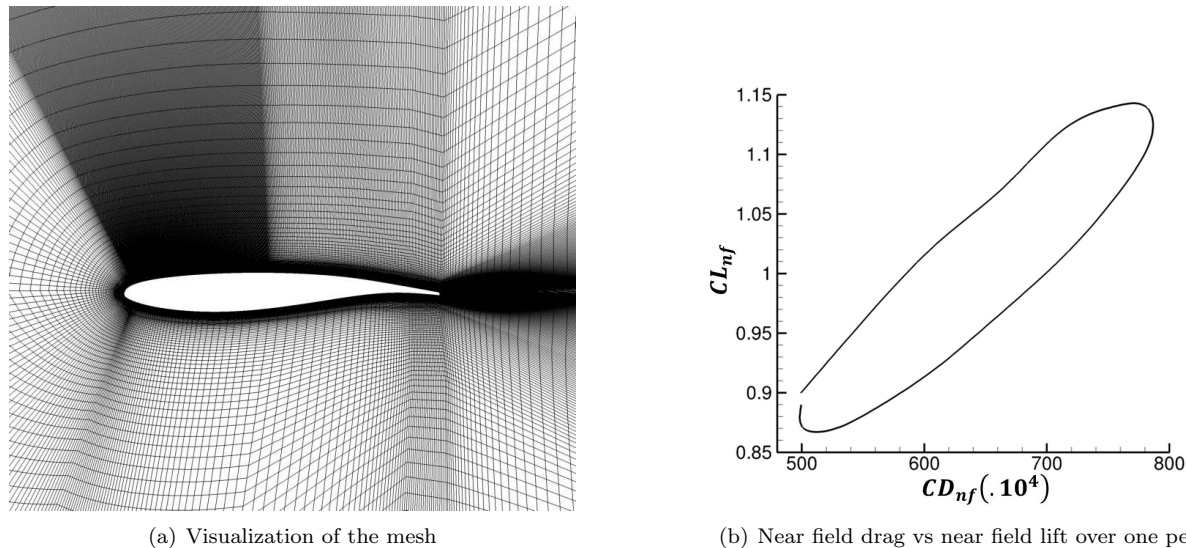 1.15
1.1
1.05
1
0.95
0.9
0.85
CL_nf
500 600 700 800
CD_nf(.10^4)
(a) Visualization of the mesh
(b) Near field drag vs near field lift over one pe